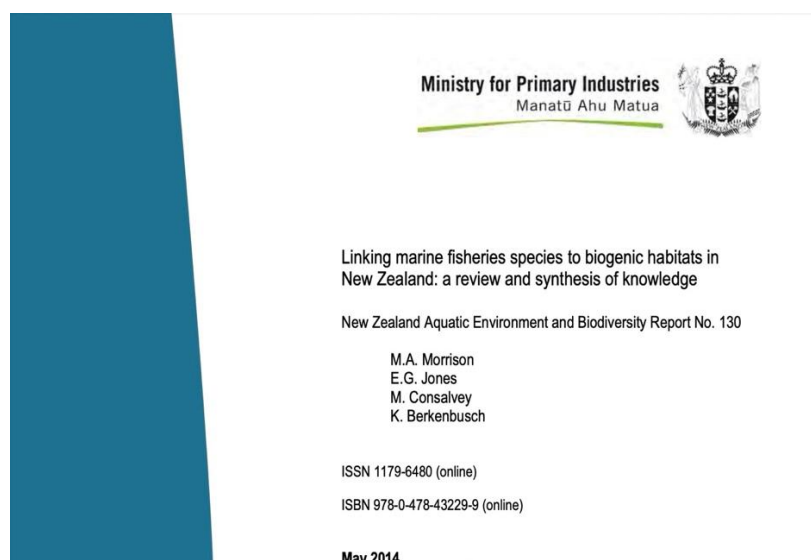 Ministry for Primary Industries
Manatū Ahu Matua
Linking marine fisheries species to biogenic habitats in
New Zealand: a review and synthesis of knowledge
New Zealand Aquatic Environment and Biodiversity Report No. 130
M.A. Morrison
E.G. Jones
M. Consalvey
K. Berkenbusch
ISSN 1179-6480 (online)
ISBN 978-0-478-43229-9 (online)
May 2014